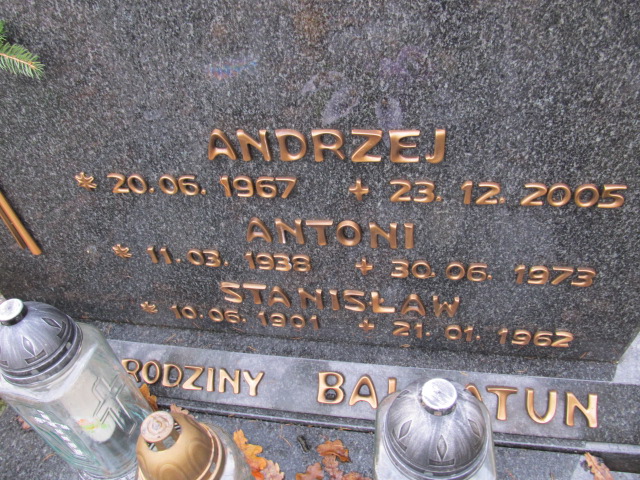 ANDRZEJ
* 20. 06. 1967 + 23. 12. 2005
ANTONI
* 11. 03. 1938 + 30. 06. 1973
STANISŁAW
* 10. 06. 1901 + 21. 01. 1962
RODZINY